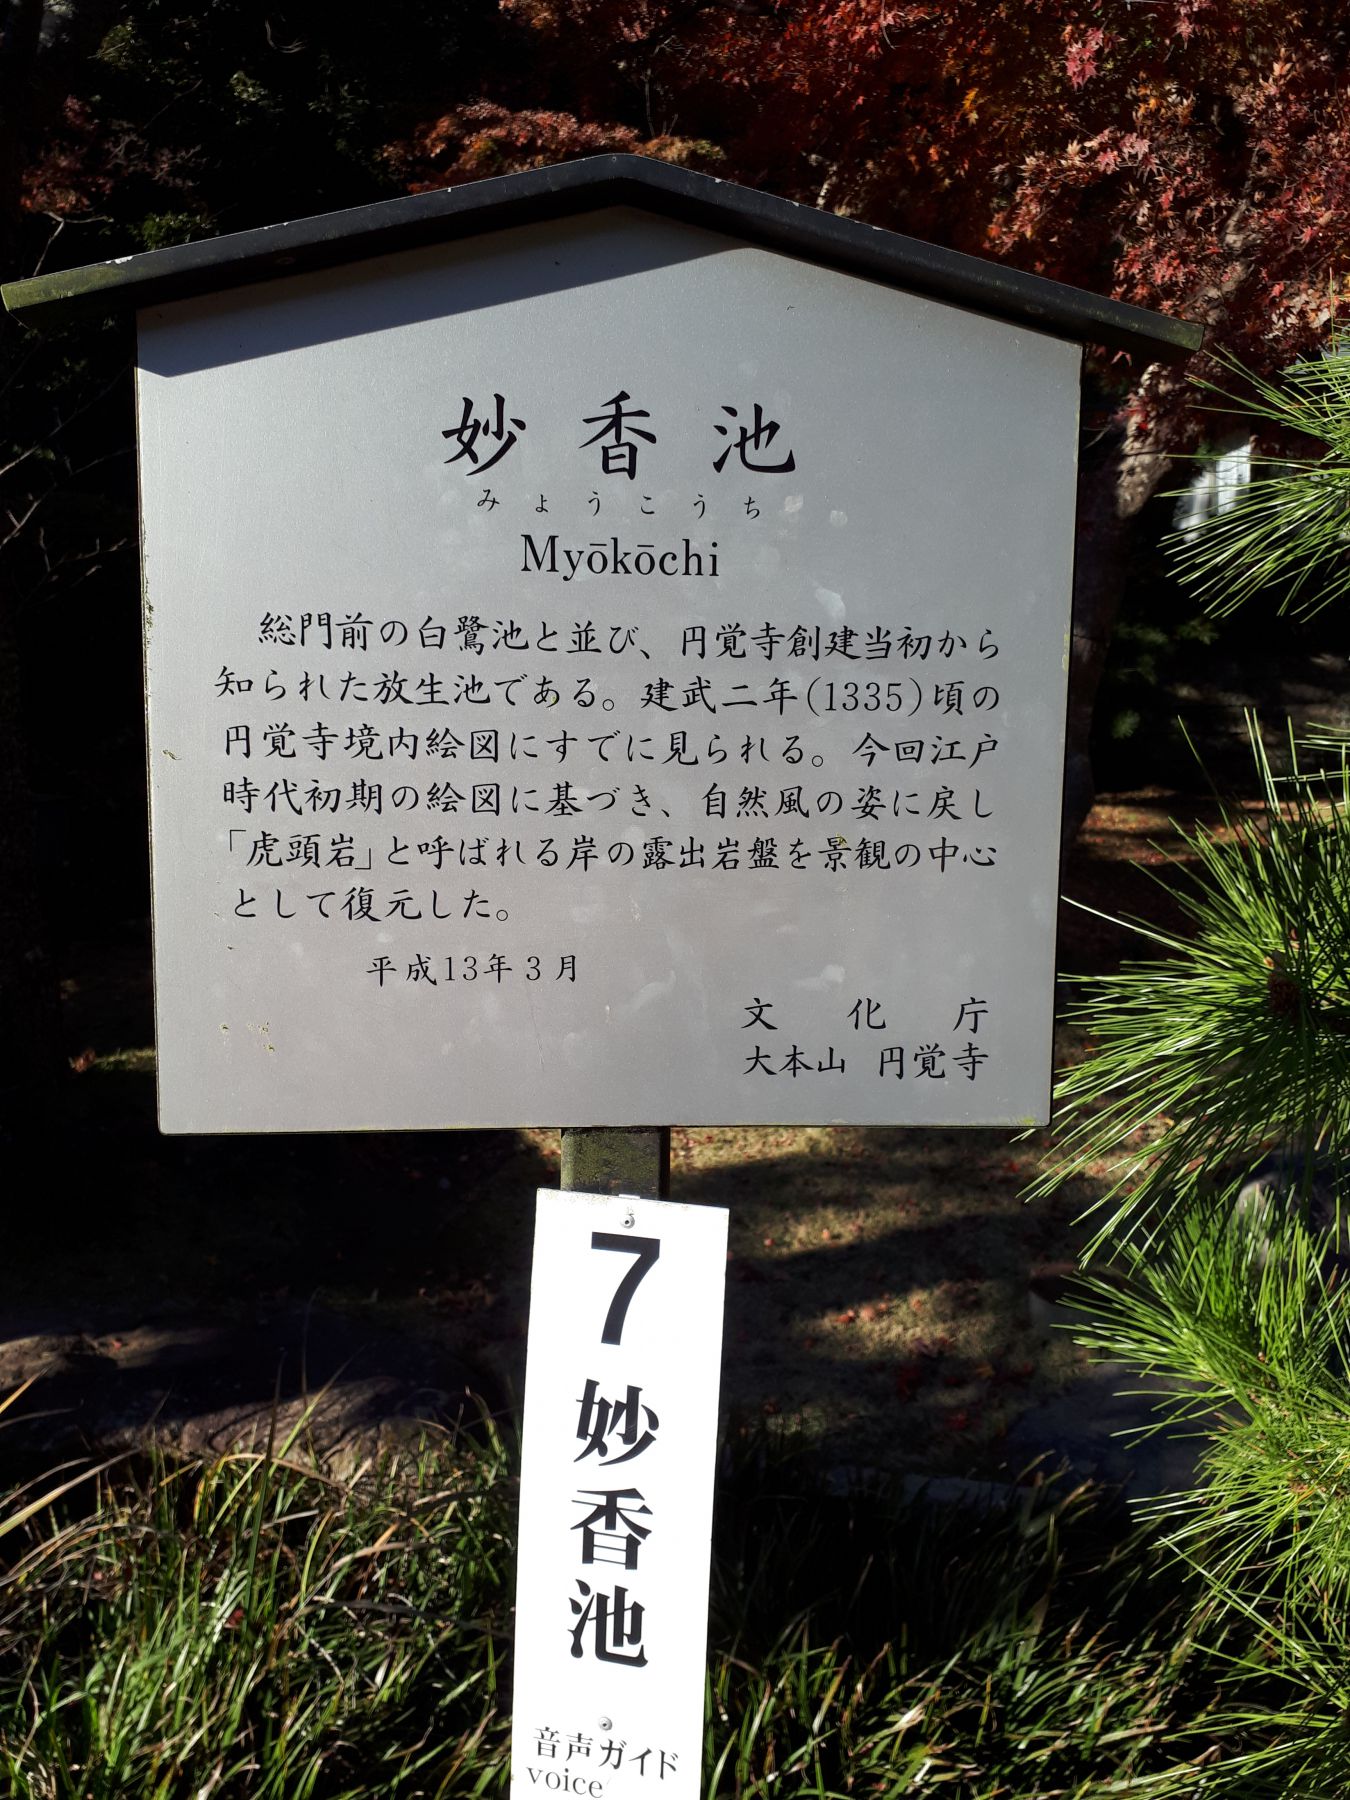 妙香池
みょうこうち
Myōkōchi
総門前の白鷺池と並び、円覚寺創建当初から
知られた放生池である。建武二年(1335)頃の
円覚寺境内絵図にすでに見られる。今回江戸
時代初期の絵図に基づき、自然風の姿に戻し
「虎頭岩」と呼ばれる岸の露出岩盤を景観の中心
として復元した。
平成13年3月
文化庁
大本山 円覚寺
7
妙香池
音声ガイド
voice